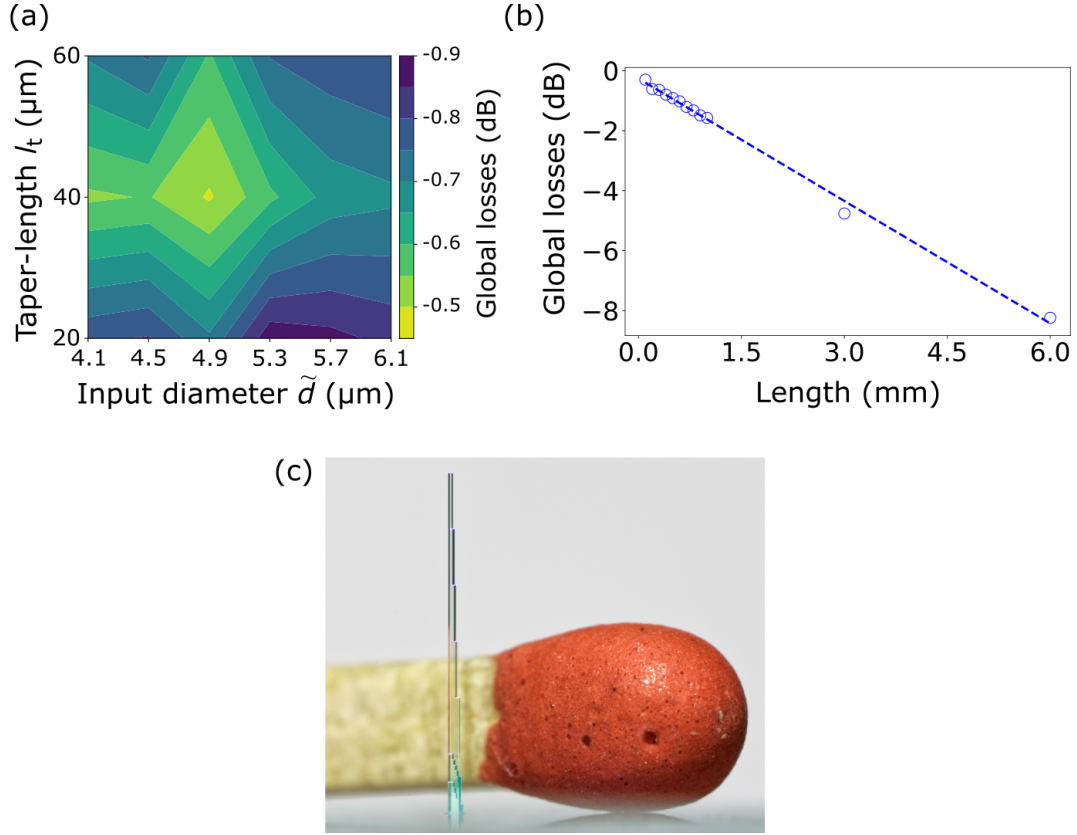 (a)
60
40
20
4.1 4.5 4.9 5.3 5.7 6.1
Taper-length lt (µm)
Input diameter d̃ (µm)
-0.9
-0.8
-0.7
-0.6
-0.5
Global losses (dB)
(b)
0
−2
−4
−6
−8
0.0 1.5 3.0 4.5 6.0
Global losses (dB)
Length (mm)
(c)